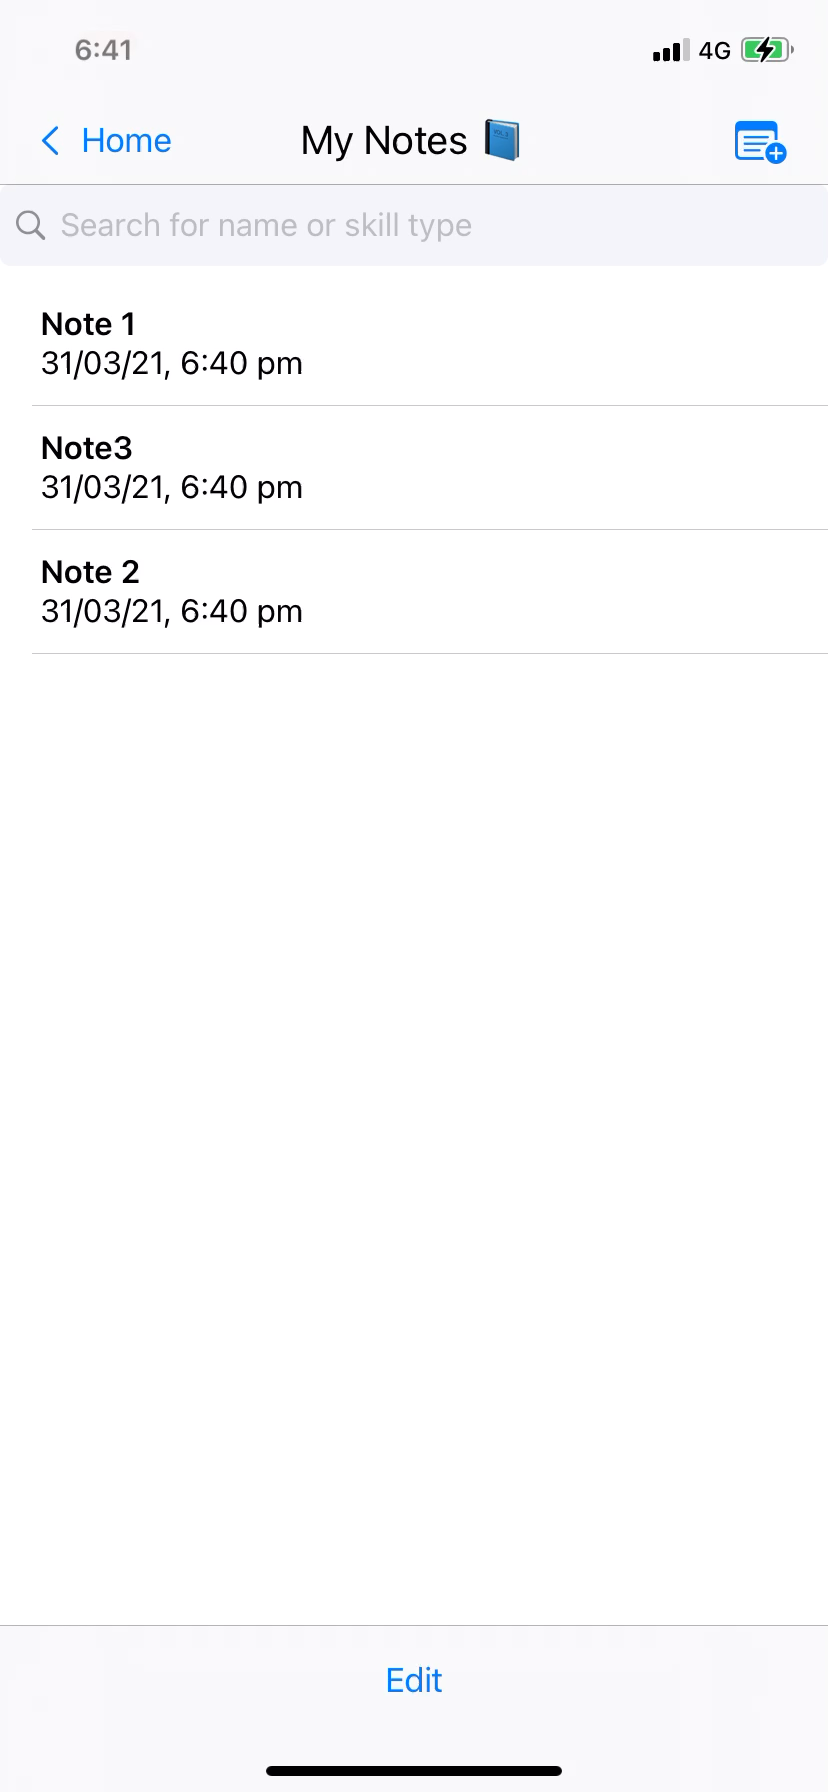 6:41
4G
Home
My Notes
Search for name or skill type
Note 1
31/03/21, 6:40 pm
Note3
31/03/21, 6:40 pm
Note 2
31/03/21, 6:40 pm
Edit